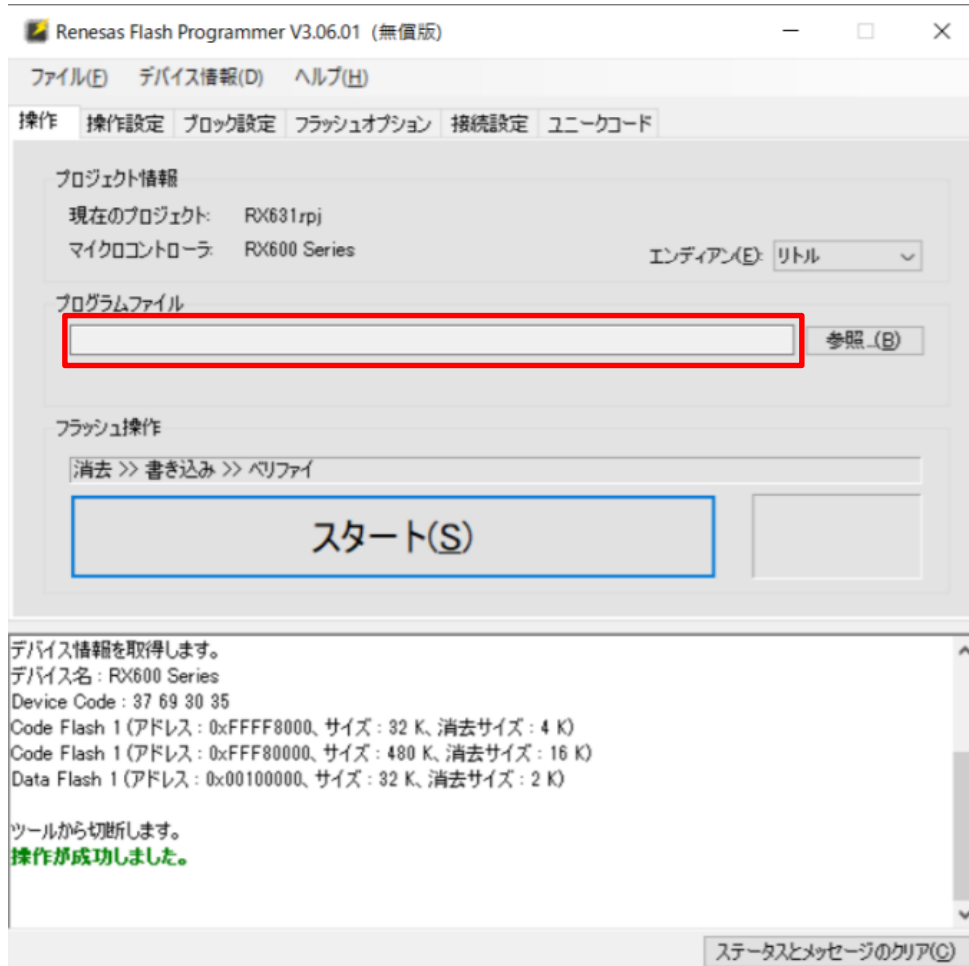 Renesas Flash Programmer V3.06.01 (無償版)
ファイル(F) デバイス情報(D) ヘルプ(H)
操作 操作設定 ブロック設定 フラッシュオプション 接続設定 ユニークコード
プロジェクト情報
現在のプロジェクト: RX631.rpj
マイクロコントローラ: RX600 Series
エンディアン(E): リトル
プログラムファイル
参照...(B)
フラッシュ操作
消去 >> 書き込み >> ベリファイ
スタート(S)
デバイス情報を取得します。
デバイス名 : RX600 Series
Device Code : 37 69 30 35
Code Flash 1 (アドレス : 0xFFFF8000、サイズ : 32 K、消去サイズ : 4 K)
Code Flash 1 (アドレス : 0xFFF80000、サイズ : 480 K、消去サイズ : 16 K)
Data Flash 1 (アドレス : 0x00100000、サイズ : 32 K、消去サイズ : 2 K)
ツールから切断します。
操作が成功しました。
ステータスとメッセージのクリア(C)